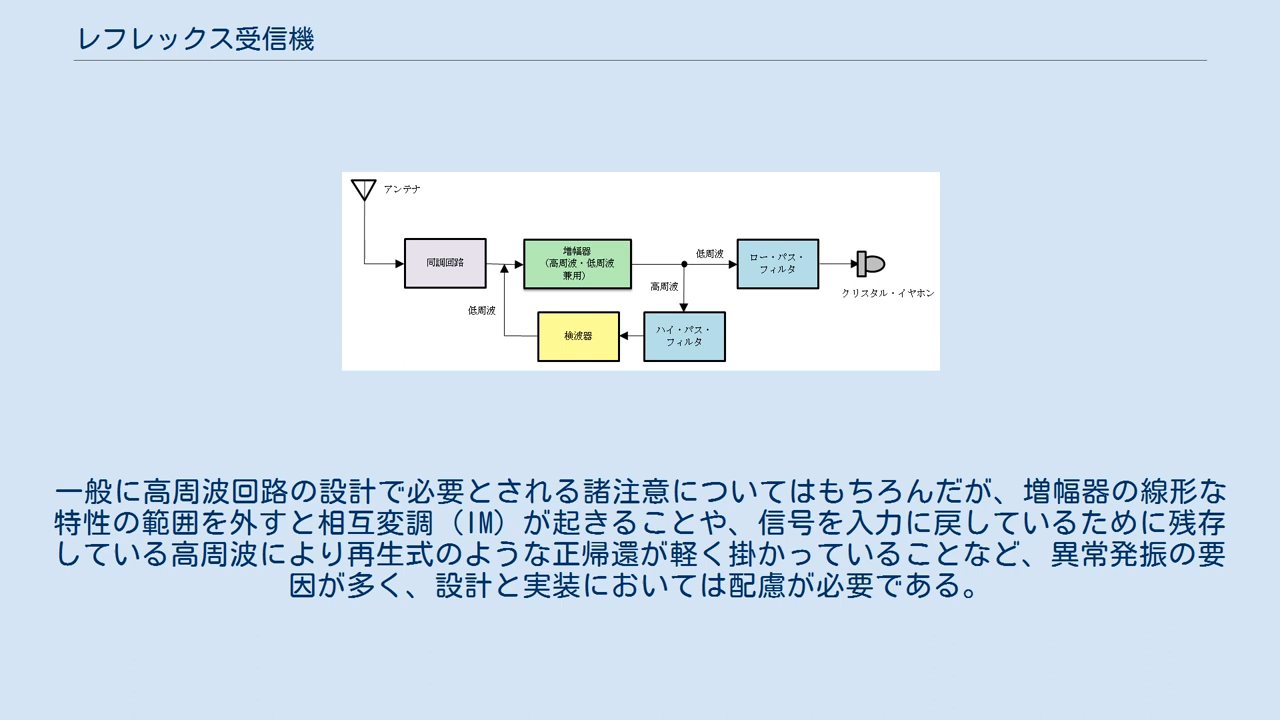 レフレックス受信機
アンテナ
同調回路
増幅器
（高周波・低周波
兼用）
低周波
ロー・パス・
フィルタ
クリスタル・イヤホン
高周波
低周波
検波器
ハイ・パス・
フィルタ
一般に高周波回路の設計で必要とされる諸注意についてはもちろんだが、増幅器の線形な
特性の範囲を外すと相互変調（IM）が起きることや、信号を入力に戻しているために残存
している高周波により再生式のような正帰還が軽く掛かっていることなど、異常発振の要
因が多く、設計と実装においては配慮が必要である。